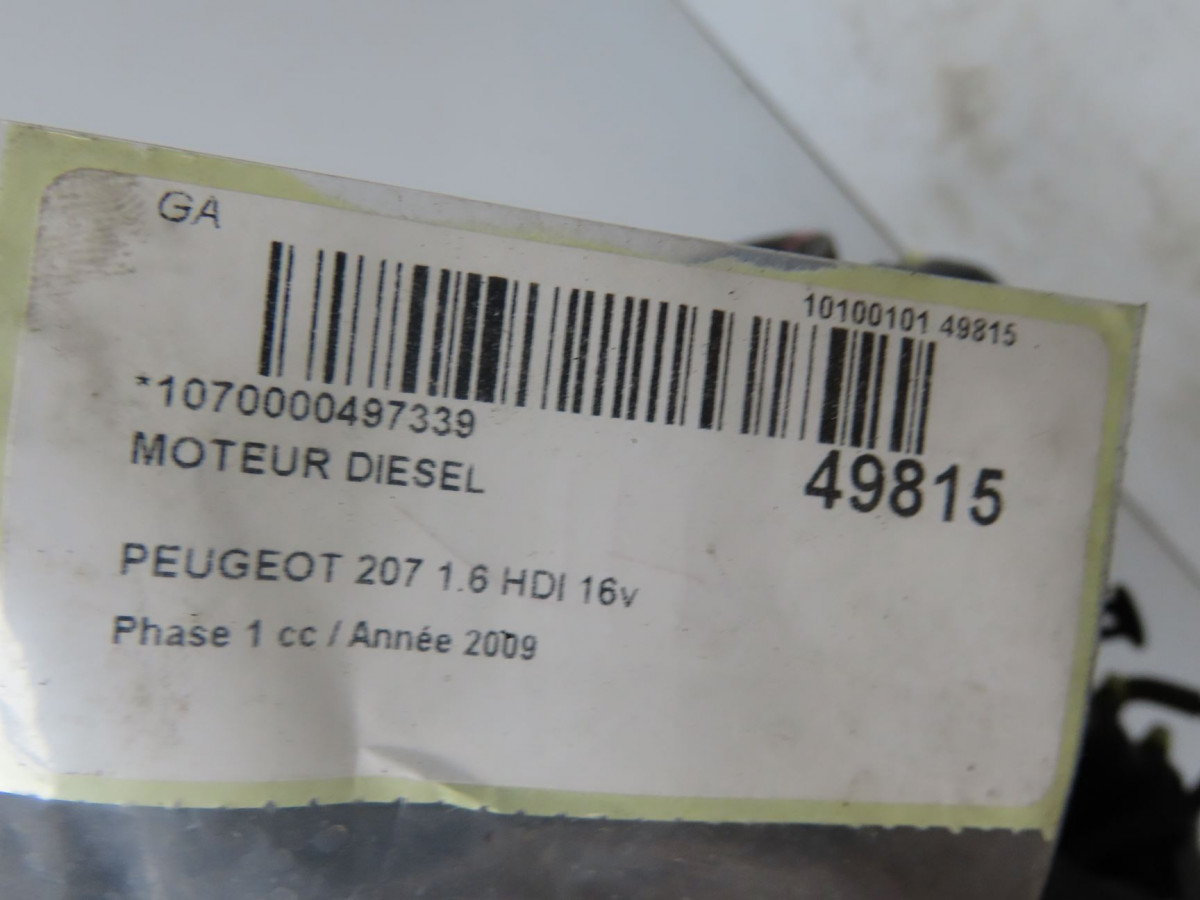 GA
10100101 49815
*1070000497339
MOTEUR DIESEL
49815
PEUGEOT 207 1.6 HDI 16v
Phase 1 cc / Année 2009